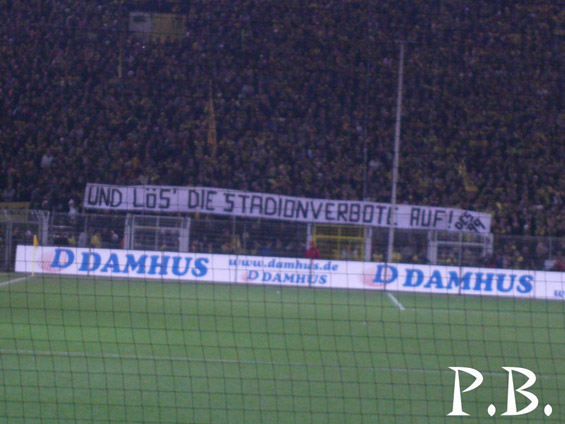 UND LÖS' DIE STADIONVERBOTE AUF!
DAMHUS
www.damhus.de
DAMHUS
DAMHUS
P.B.